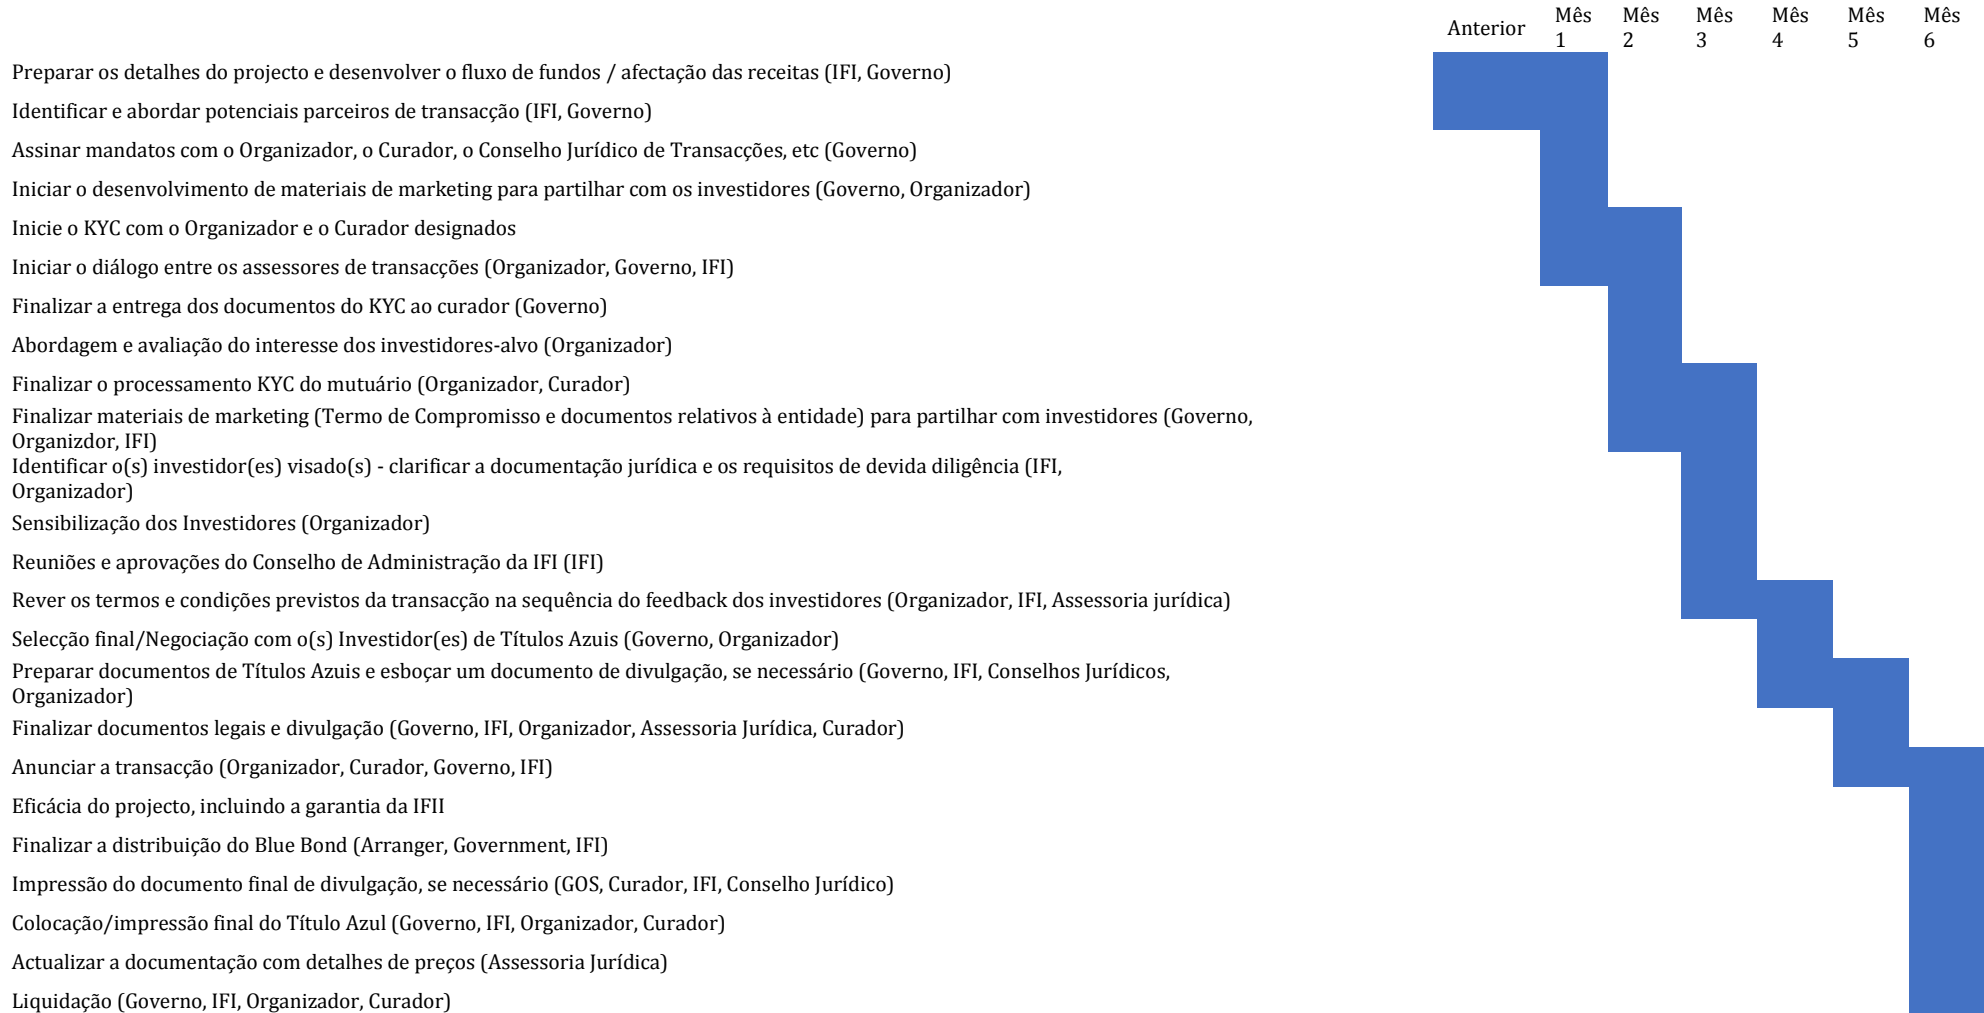 Anterior
Mês
1
Mês
2
Mês
3
Mês
4
Mês
5
Mês
6
Preparar os detalhes do projecto e desenvolver o fluxo de fundos / afectação das receitas (IFI, Governo)
Identificar e abordar potenciais parceiros de transacção (IFI, Governo)
Assinar mandatos com o Organizador, o Curador, o Conselho Jurídico de Transacções, etc (Governo)
Iniciar o desenvolvimento de materiais de marketing para partilhar com os investidores (Governo, Organizador)
Inicie o KYC com o Organizador e o Curador designados
Iniciar o diálogo entre os assessores de transacções (Organizador, Governo, IFI)
Finalizar a entrega dos documentos do KYC ao curador (Governo)
Abordagem e avaliação do interesse dos investidores-alvo (Organizador)
Finalizar o processamento KYC do mutuário (Organizador, Curador)
Finalizar materiais de marketing (Termo de Compromisso e documentos relativos à entidade) para partilhar com investidores (Governo,
Organizdor, IFI)
Identificar o(s) investidor(es) visado(s) - clarificar a documentação jurídica e os requisitos de devida diligência (IFI,
Organizador)
Sensibilização dos Investidores (Organizador)
Reuniões e aprovações do Conselho de Administração da IFI (IFI)
Rever os termos e condições previstos da transacção na sequência do feedback dos investidores (Organizador, IFI, Assessoria jurídica)
Selecção final/Negociação com o(s) Investidor(es) de Títulos Azuis (Governo, Organizador)
Preparar documentos de Títulos Azuis e esboçar um documento de divulgação, se necessário (Governo, IFI, Conselhos Jurídicos,
Organizador)
Finalizar documentos legais e divulgação (Governo, IFI, Organizador, Assessoria Jurídica, Curador)
Anunciar a transacção (Organizador, Curador, Governo, IFI)
Eficácia do projecto, incluindo a garantia da IFII
Finalizar a distribuição do Blue Bond (Arranger, Government, IFI)
Impressão do documento final de divulgação, se necessário (GOS, Curador, IFI, Conselho Jurídico)
Colocação/impressão final do Título Azul (Governo, IFI, Organizador, Curador)
Actualizar a documentação com detalhes de preços (Assessoria Jurídica)
Liquidação (Governo, IFI, Organizador, Curador)